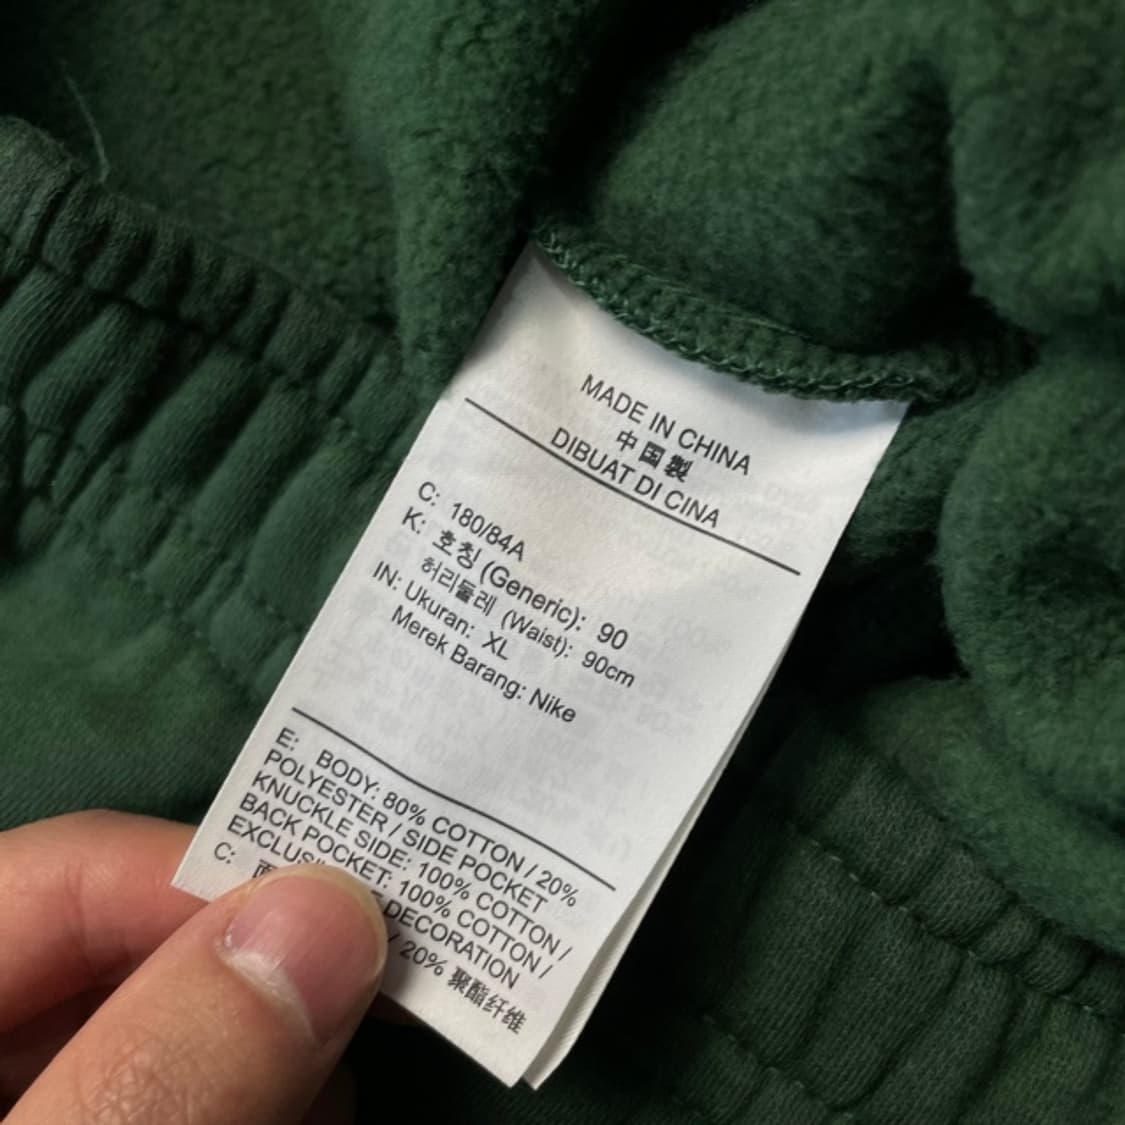 MADE IN CHINA
中国製
DIBUAT DI CINA
C: 180/84A
K: 호칭 (Generic): 90
허리둘레 (Waist): 90cm
IN: Ukuran: XL
Merek Barang: Nike
E: BODY: 80% COTTON / 20%
POLYESTER / SIDE POCKET
KNUCKLE SIDE: 100% COTTON /
BACK POCKET: 100% COTTON /
DECORATION
C: / 20% 聚酯纤维